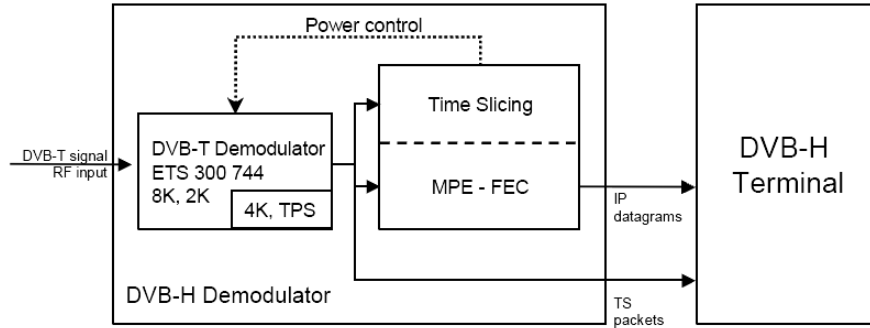 Power control
Time Slicing
DVB-T signal
RF input
DVB-T Demodulator
ETS 300 744
8K, 2K
4K, TPS
MPE - FEC
DVB-H
Terminal
IP
datagrams
DVB-H Demodulator
TS
packets